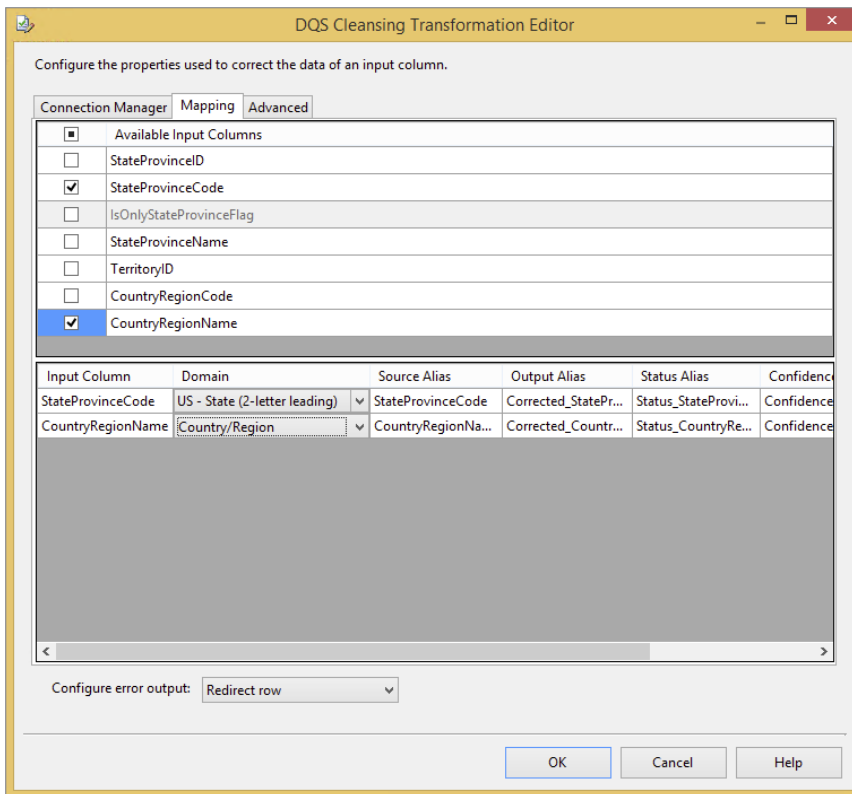 DQS Cleansing Transformation Editor
Configure the properties used to correct the data of an input column.
Connection Manager Mapping Advanced
Available Input Columns
StateProvinceID
StateProvinceCode
IsOnlyStateProvinceFlag
StateProvinceName
TerritoryID
CountryRegionCode
CountryRegionName
Input Column Domain Source Alias Output Alias Status Alias Confidenc
StateProvinceCode US - State (2-letter leading) StateProvinceCode Corrected_StatePr... Status_StateProvi... Confidence
CountryRegionName Country/Region CountryRegionNa... Corrected_Countr... Status_CountryRe... Confidence
Configure error output: Redirect row
OK Cancel Help